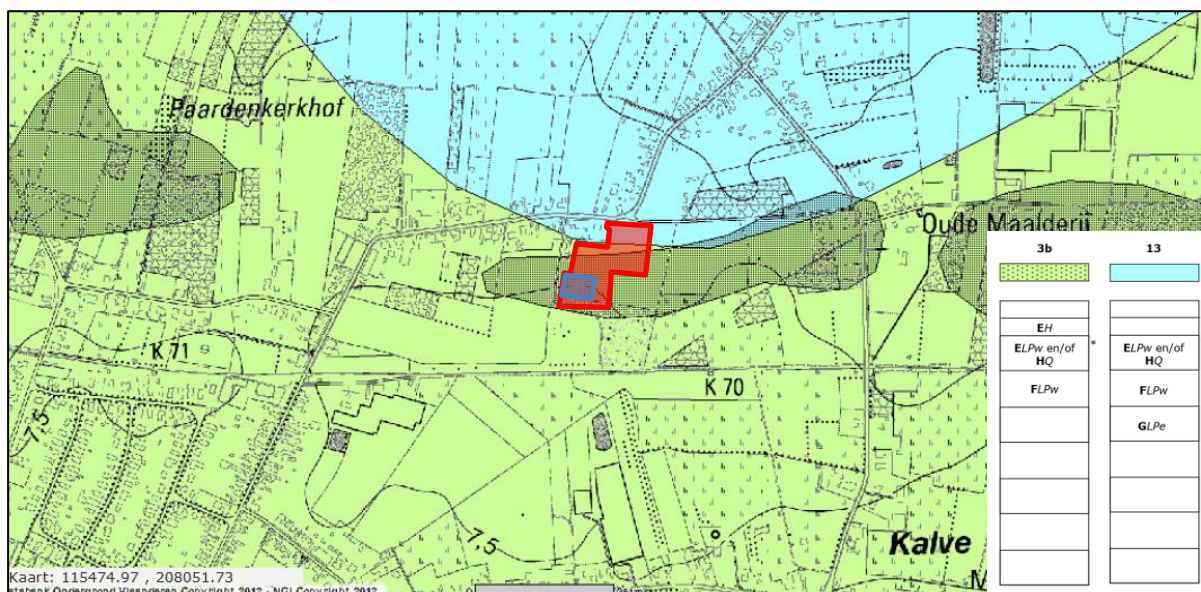 Paardenkerkhof
Oude Maalderij
K 71
K 70
7,5
7,5
Kalve
M
3b
13
EH
ELPw en/of
HQ
*
ELPw en/of
HQ
FLPw
FLPw
GLPe
Kaart: 115474.97 , 208051.73